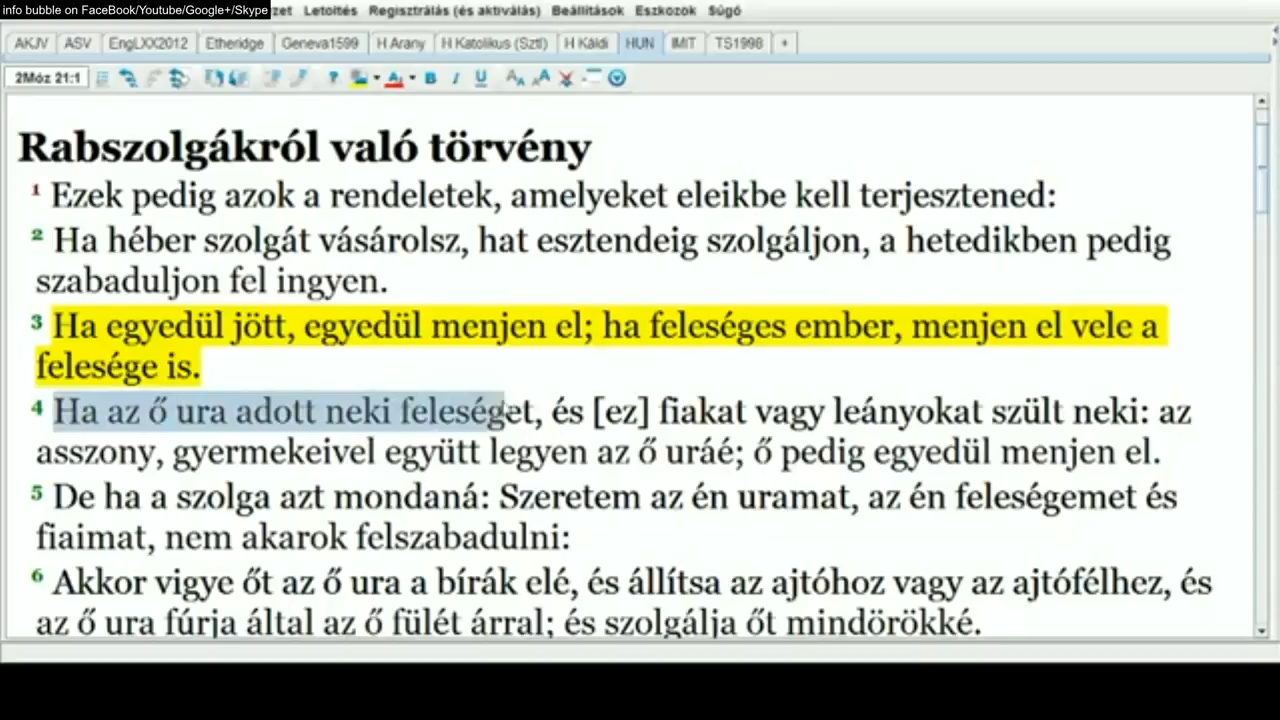 info bubble on FaceBook/Youtube/Google+/Skype
zet Letoltés Regisztrálás (és aktiválás) Beállítások Eszkozok Súgó
AKJV ASV EngLXX2012 Etheridge Geneva1599 H Arany H Katolikus (SztI) H Káldi HUN IMIT TS1998 +
2Móz 21:1
Rabszolgákról való törvény
1 Ezek pedig azok a rendeletek, amelyeket eleikbe kell terjesztened:
2 Ha héber szolgát vásárolsz, hat esztendeig szolgáljon, a hetedikben pedig
szabaduljon fel ingyen.
3 Ha egyedül jött, egyedül menjen el; ha feleséges ember, menjen el vele a
felesége is.
4 Ha az ő ura adott neki feleséget, és [ez] fiakat vagy leányokat szült neki: az
asszony, gyermekeivel együtt legyen az ő uráé; ő pedig egyedül menjen el.
5 De ha a szolga azt mondaná: Szeretem az én uramat, az én feleségemet és
fiaimat, nem akarok felszabadulni:
6 Akkor vigye őt az ő ura a bírák elé, és állítsa az ajtóhoz vagy az ajtófélhez, és
az ő ura fúrja által az ő fülét árral; és szolgálja őt mindörökké.